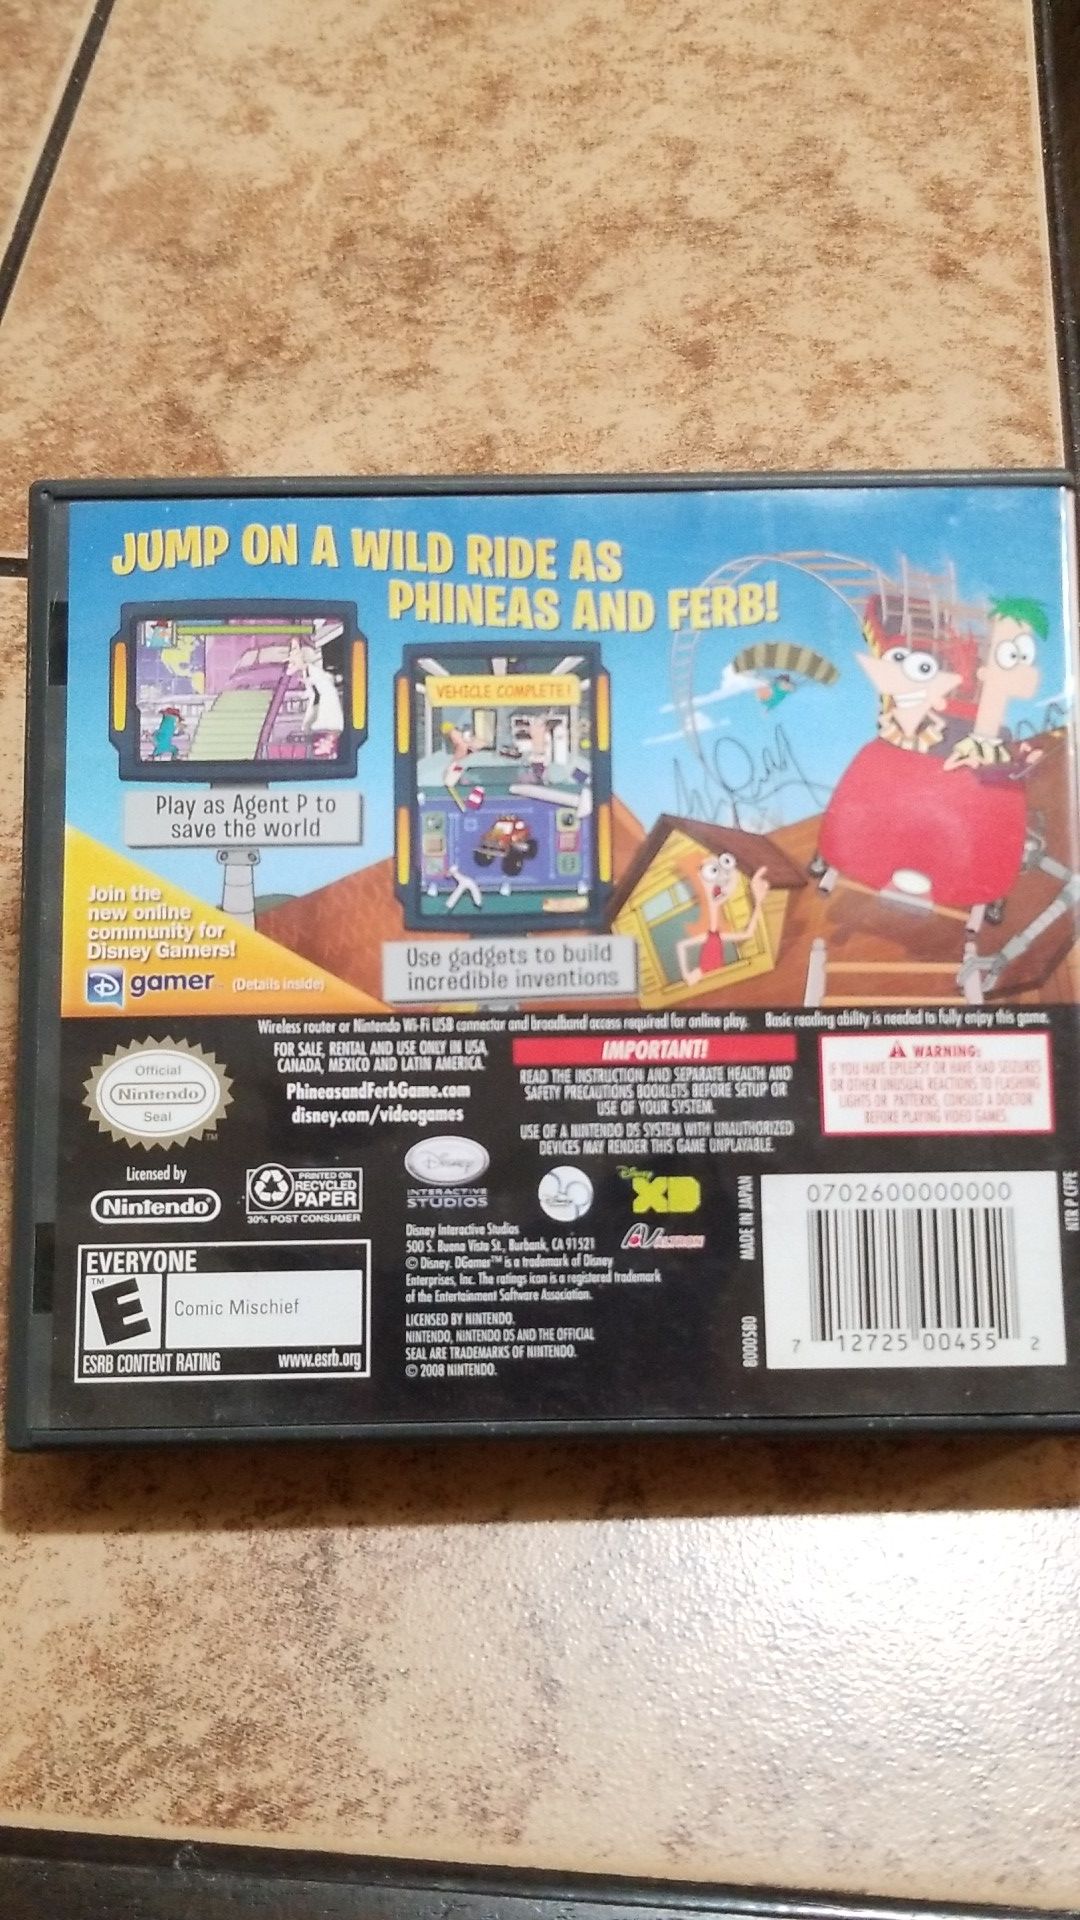 JUMP ON A WILD RIDE AS
PHINEAS AND FERB!
VEHICLE COMPLETE!
Play as Agent P to
save the world
Join the
new online
community for
Disney Gamers!
D gamer (Details inside)
Use gadgets to build
incredible inventions
Wireless router or Nintendo Wi-Fi USB connector and broadband access required for online play. Basic reading ability is needed to fully enjoy this game.
Official
Nintendo
Seal
TM
FOR SALE, RENTAL AND USE ONLY IN USA,
CANADA, MEXICO AND LATIN AMERICA.
PhineasandFerbGame.com
disney.com/videogames
IMPORTANT!
READ THE INSTRUCTION AND SEPARATE HEALTH AND
SAFETY PRECAUTIONS BOOKLETS BEFORE SETUP OR
USE OF YOUR SYSTEM.
USE OF A NINTENDO DS SYSTEM WITH UNAUTHORIZED
DEVICES MAY RENDER THIS GAME UNPLAYABLE.
WARNING:
IF YOU HAVE EPILEPSY OR HAVE HAD SEIZURES
OR OTHER UNUSUAL REACTIONS TO FLASHING
LIGHTS OR PATTERNS, CONSULT A DOCTOR
BEFORE PLAYING VIDEO GAMES.
Licensed by
Nintendo®
PRINTED ON
RECYCLED
PAPER
30% POST CONSUMER
Disney
INTERACTIVE
STUDIOS
Disney
XD
Disney Interactive Studios
500 S. Buena Vista St., Burbank, CA 91521
© Disney. DGamer™ is a trademark of Disney
Enterprises, Inc. The ratings icon is a registered trademark
of the Entertainment Software Association.
LICENSED BY NINTENDO.
NINTENDO, NINTENDO DS AND THE OFFICIAL
SEAL ARE TRADEMARKS OF NINTENDO.
© 2008 NINTENDO.
EVERYONE
TM
E
Comic Mischief
ESRB CONTENT RATING www.esrb.org
MADE IN JAPAN
8000580
0702600000000
7 12725 00455 2
NTR P CFPE